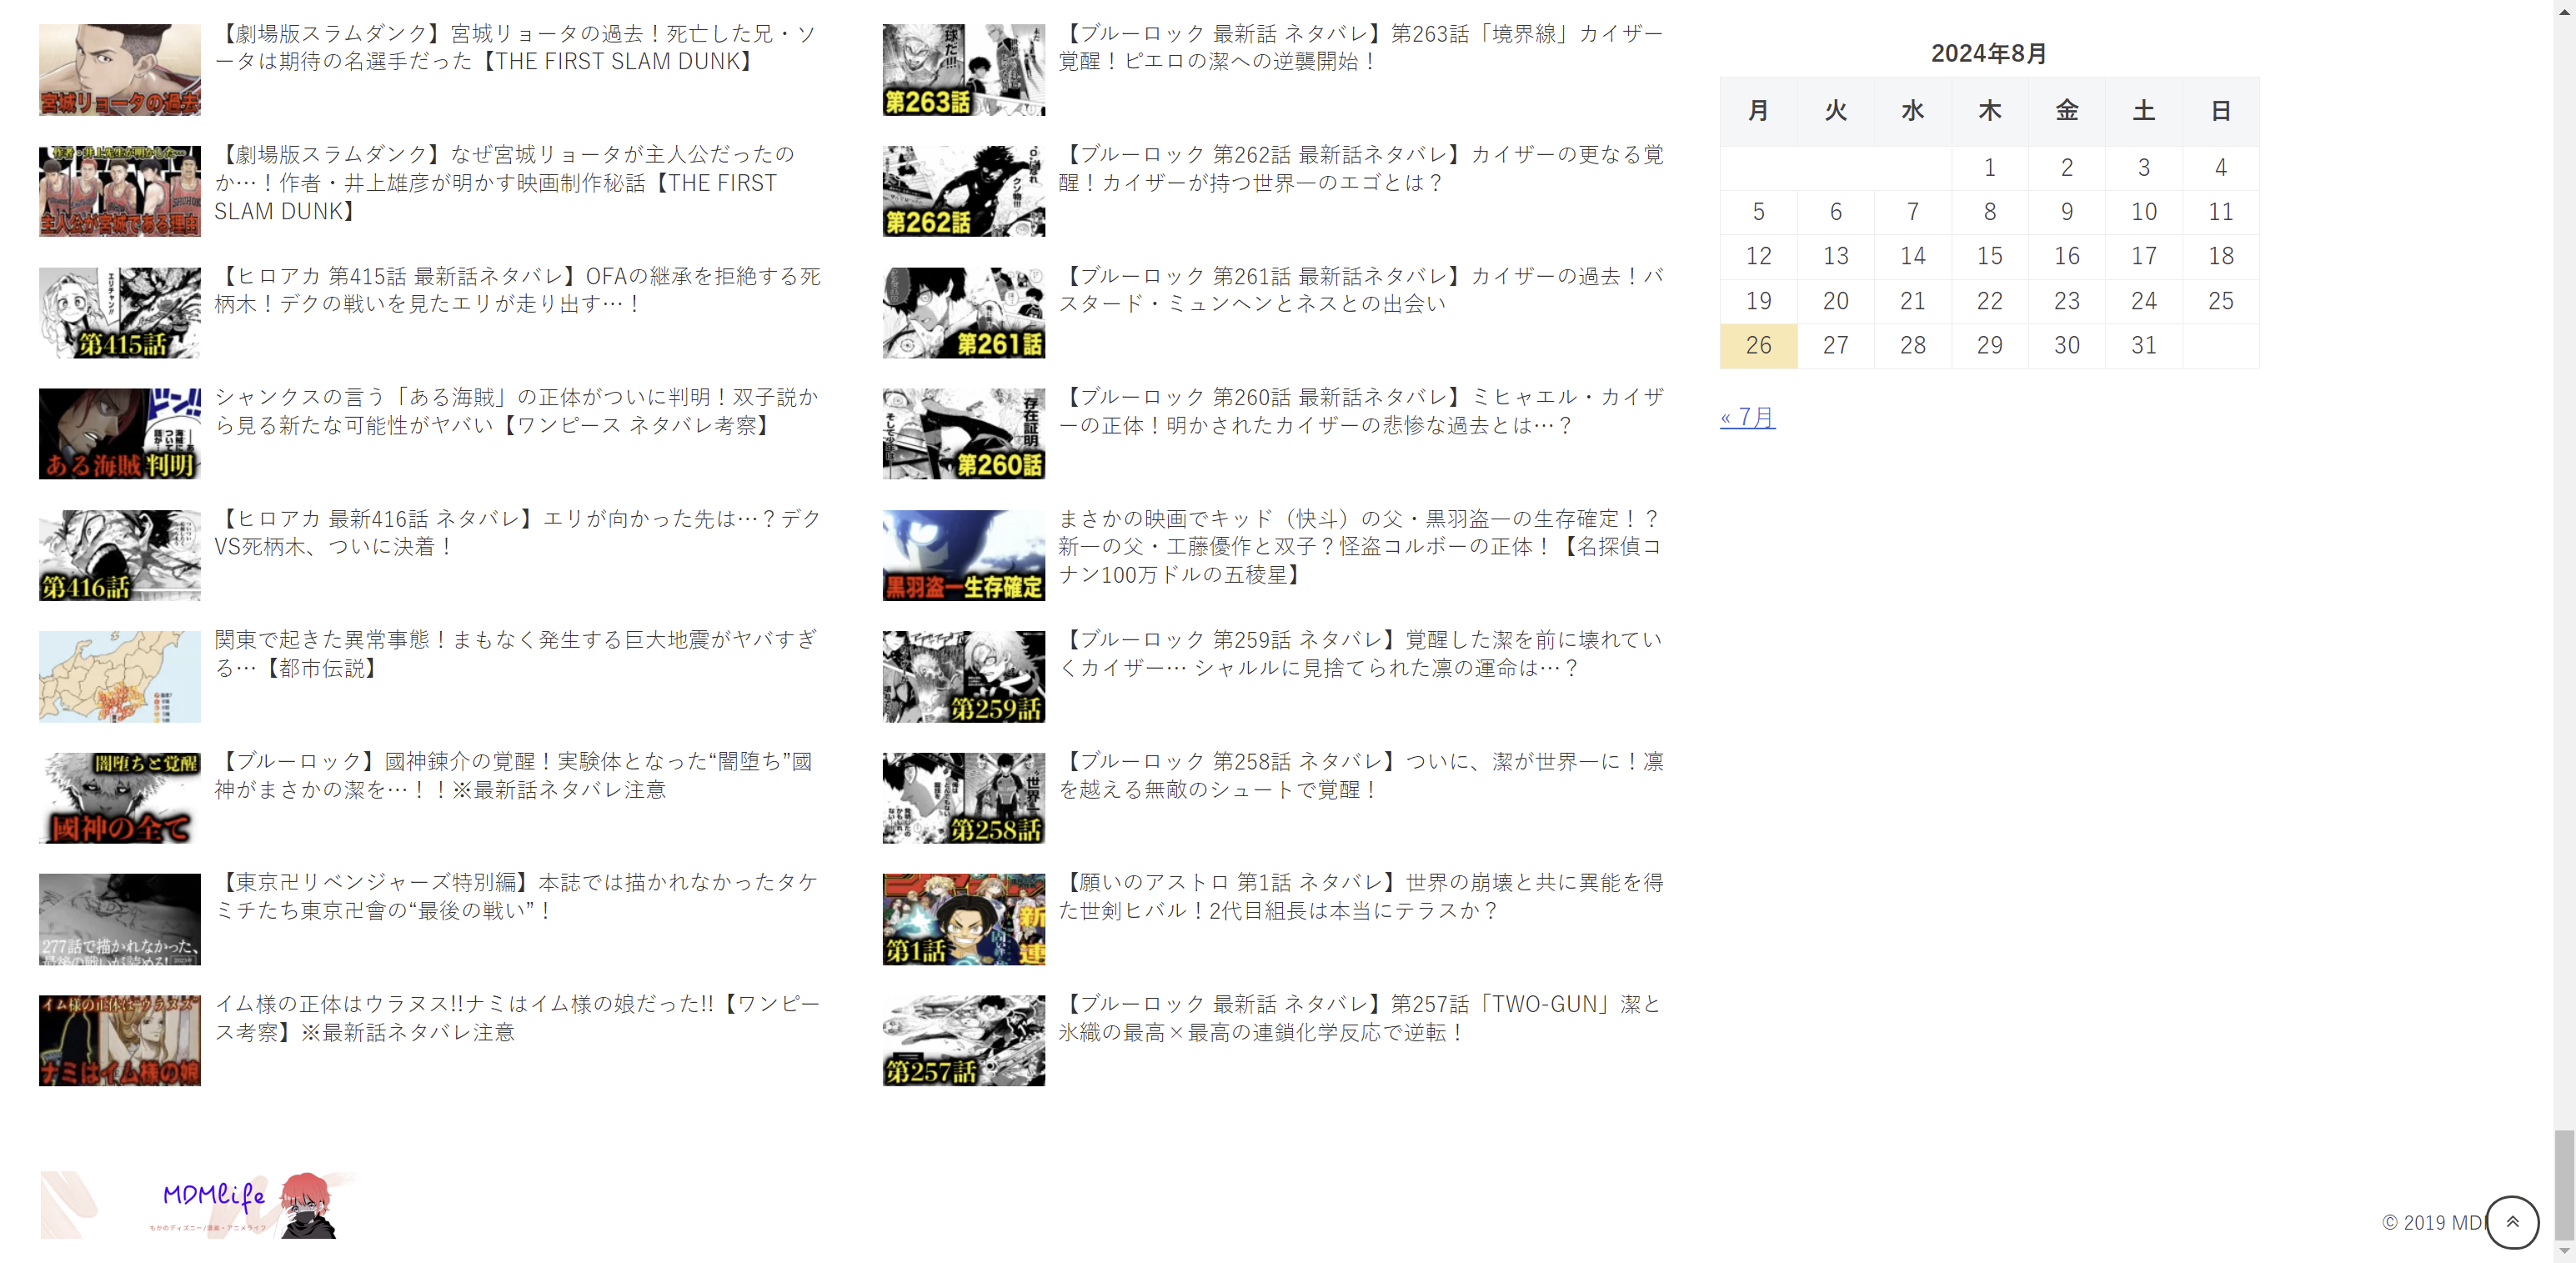 【劇場版スラムダンク】宮城リョータの過去！死亡した兄・ソ
ータは期待の名選手だった【THE FIRST SLAM DUNK】
宮城リョータの過去
【劇場版スラムダンク】なぜ宮城リョータが主人公だったの
か…！作者・井上雄彦が明かす映画制作秘話【THE FIRST
SLAM DUNK】
主人公が宮城である理由
【ヒロアカ 第415話 最新話ネタバレ】OFAの継承を拒絶する死
柄木！デクの戦いを見たエリが走り出す…！
第415話
シャンクスの言う「ある海賊」の正体がついに判明！双子説か
ら見る新たな可能性がヤバい【ワンピース ネタバレ考察】
ドン!!
ある海賊 判明
【ヒロアカ 最新416話 ネタバレ】エリが向かった先は…？デク
VS死柄木、ついに決着！
第416話
関東で起きた異常事態！まもなく発生する巨大地震がヤバすぎ
る…【都市伝説】
【ブルーロック】國神錬介の覚醒！実験体となった“闇堕ち”國
神がまさかの潔を…！！※最新話ネタバレ注意
闇堕ちと覚醒
國神の全て
【東京卍リベンジャーズ特別編】本誌では描かれなかったタケ
ミチたち東京卍會の“最後の戦い”！
277話で描かれなかった、
最後の戦いが読める!
イム様の正体はウラヌス!!ナミはイム様の娘だった!!【ワンピー
ス考察】※最新話ネタバレ注意
イム様の正体はウラヌス
ナミはイム様の娘
【ブルーロック 最新話 ネタバレ】第263話「境界線」カイザー
覚醒！ピエロの潔への逆襲開始！
球だ!!!
第263話
【ブルーロック 第262話 最新話ネタバレ】カイザーの更なる覚
醒！カイザーが持つ世界一のエゴとは？
クソ物!!!
第262話
【ブルーロック 第261話 最新話ネタバレ】カイザーの過去！バ
スタード・ミュンヘンとネスとの出会い
第261話
【ブルーロック 第260話 最新話ネタバレ】ミヒャエル・カイザ
ーの正体！明かされたカイザーの悲惨な過去とは…？
存在証明
第260話
まさかの映画でキッド（快斗）の父・黒羽盗一の生存確定！？
新一の父・工藤優作と双子？怪盗コルボーの正体！【名探偵コ
ナン100万ドルの五稜星】
黒羽盗一生存確定
【ブルーロック 第259話 ネタバレ】覚醒した潔を前に壊れてい
くカイザー… シャルルに見捨てられた凛の運命は…？
第259話
【ブルーロック 第258話 ネタバレ】ついに、潔が世界一に！凛
を越える無敵のシュートで覚醒！
世界一
第258話
【願いのアストロ 第1話 ネタバレ】世界の崩壊と共に異能を得
た世剣ヒバル！2代目組長は本当にテラスか？
第1話
【ブルーロック 最新話 ネタバレ】第257話「TWO-GUN」潔と
氷織の最高×最高の連鎖化学反応で逆転！
第257話
2024年8月
月 火 水 木 金 土 日
1 2 3 4
5 6 7 8 9 10 11
12 13 14 15 16 17 18
19 20 21 22 23 24 25
26 27 28 29 30 31
« 7月
MDMlife
もかのディズニー/漫画・アニメライフ
© 2019 MD